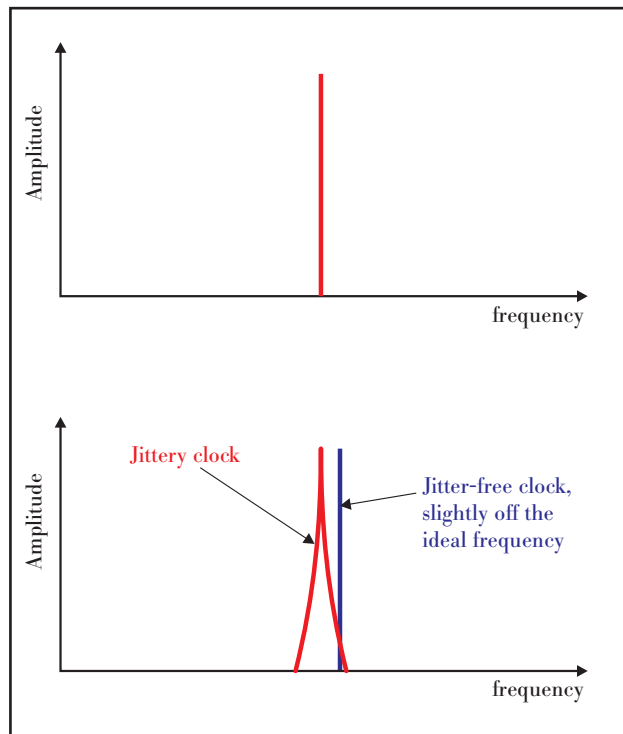 Amplitude
frequency
Jittery clock
Jitter-free clock,
slightly off the
ideal frequency
Amplitude
frequency